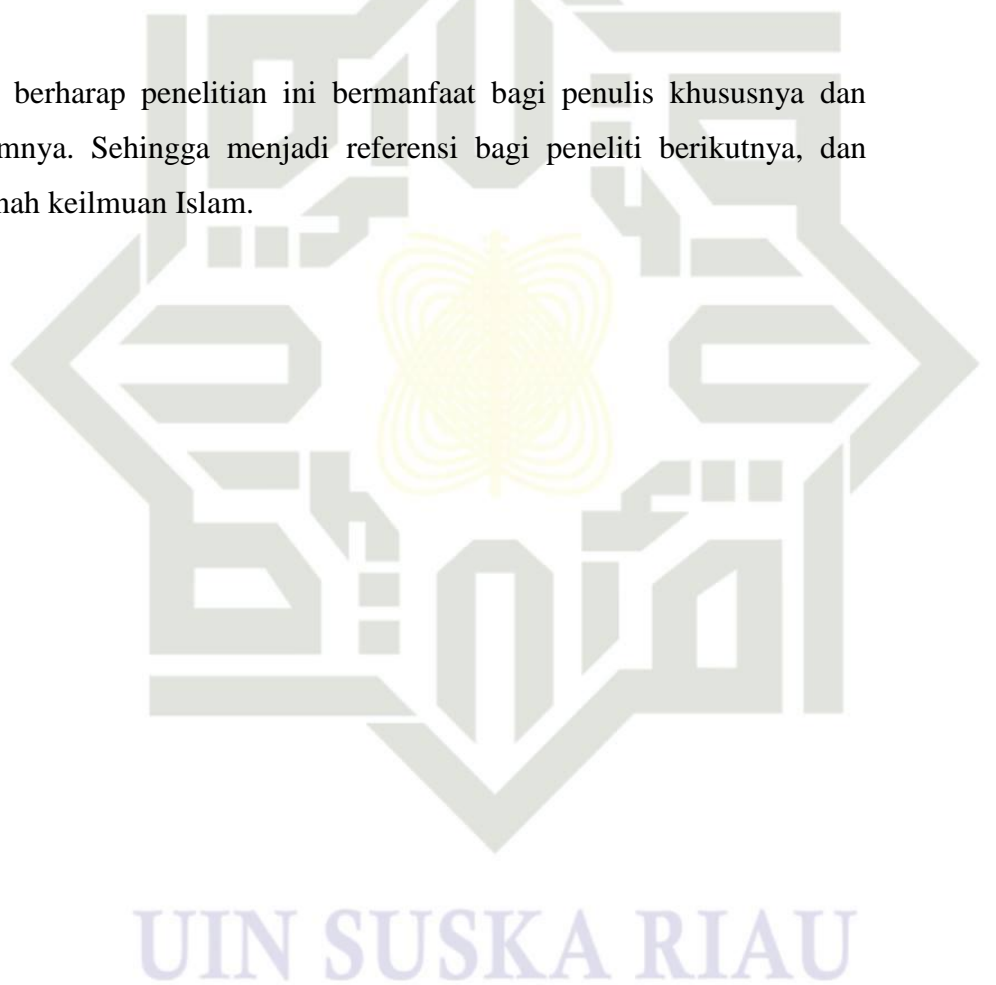 berharap penelitian ini bermanfaat bagi penulis khususnya dan
mnya. Sehingga menjadi referensi bagi peneliti berikutnya, dan
nah keilmuan Islam.
UIN SUSKA RIAU